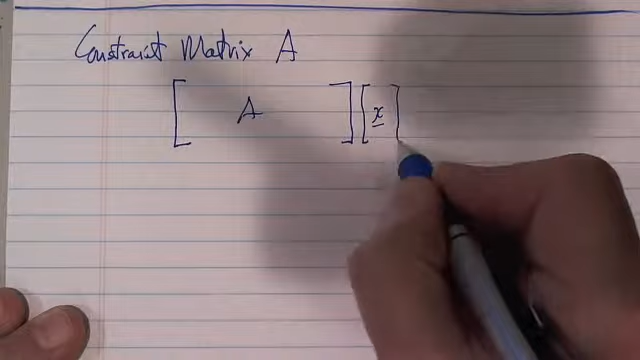 Constraint Matrix A
[ A ] [ x ]